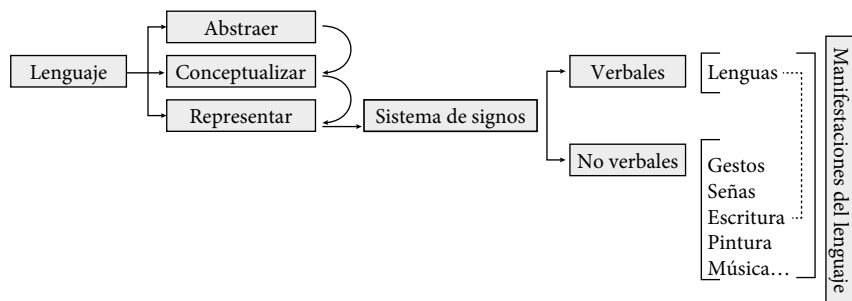 Lenguaje
Abstraer
Conceptualizar
Representar
Sistema de signos
Verbales
No verbales
Lenguas
Gestos
Señas
Escritura
Pintura
Música…
Manifestaciones del lenguaje